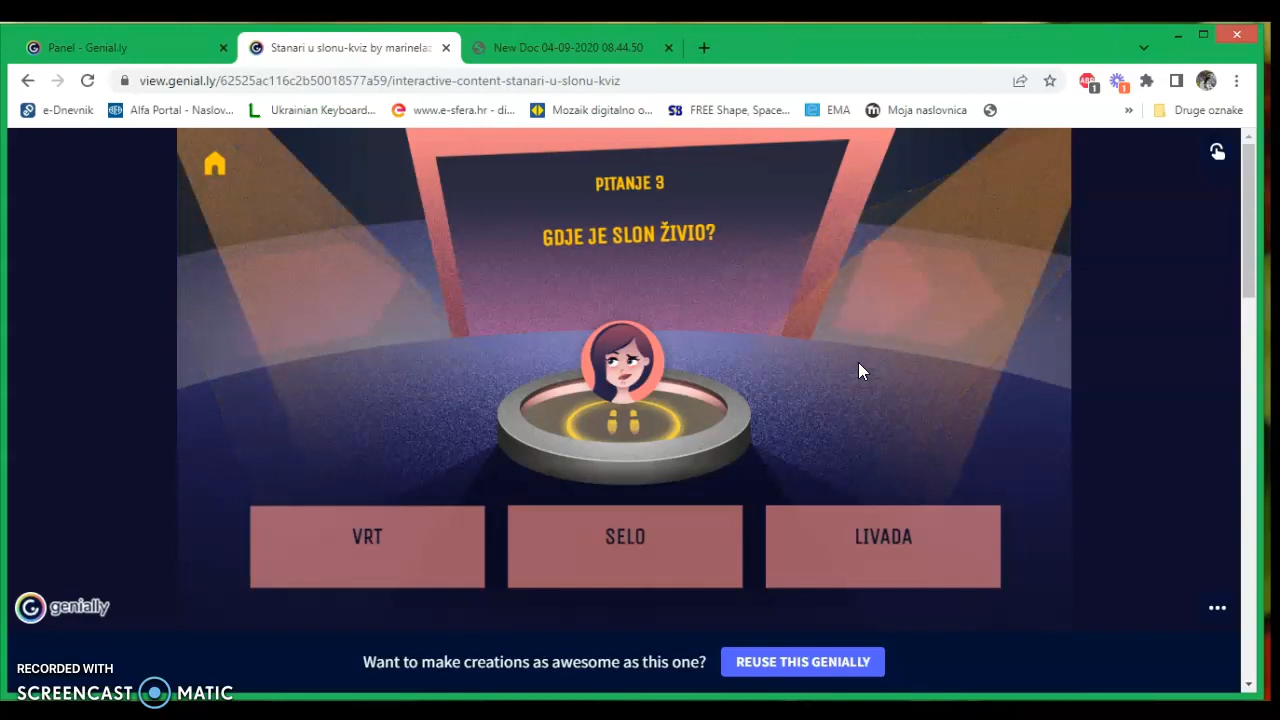 Panel - Genial.ly
Stanari u slonu-kviz by marinelaz
New Doc 04-09-2020 08.44.50
view.genial.ly/62525ac116c2b50018577a59/interactive-content-stanari-u-slonu-kviz
1
1
e-Dnevnik
Alfa Portal - Naslov...
Ukrainian Keyboard...
www.e-sfera.hr - di...
Mozaik digitalno o...
FREE Shape, Space...
EMA
Moja naslovnica
»
Druge oznake
PITANJE 3
GDJE JE SLON ŽIVIO?
VRT
SELO
LIVADA
genially
Want to make creations as awesome as this one?
REUSE THIS GENIALLY
RECORDED WITH
SCREENCAST MATIC